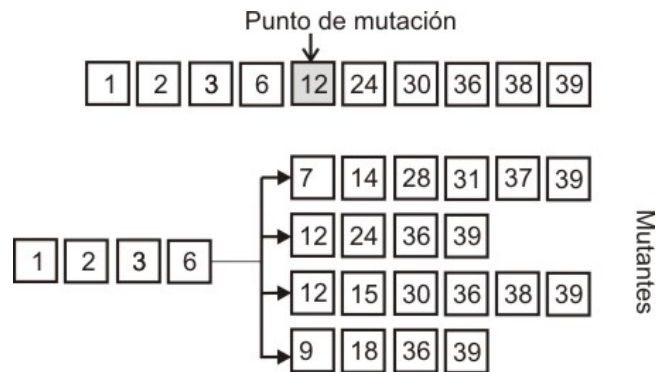 Punto de mutación
1 2 3 6 12 24 30 36 38 39
7 14 28 31 37 39
12 24 36 39
1 2 3 6
12 15 30 36 38 39
9 18 36 39
Mutantes